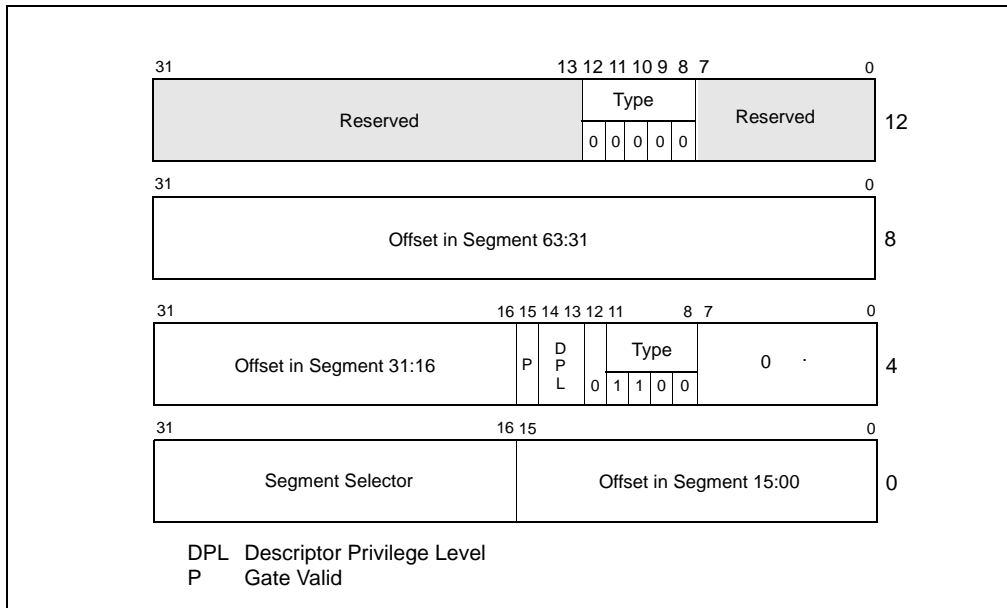 31 13 12 11 10 9 8 7 0
Type
Reserved Reserved 12
0 0 0 0 0
31 0
Offset in Segment 63:31 8
31 16 15 14 13 12 11 8 7 0
Offset in Segment 31:16 P DPL Type 0 . 4
0 1 1 0 0
31 16 15 0
Segment Selector Offset in Segment 15:00 0
DPL Descriptor Privilege Level
P Gate Valid